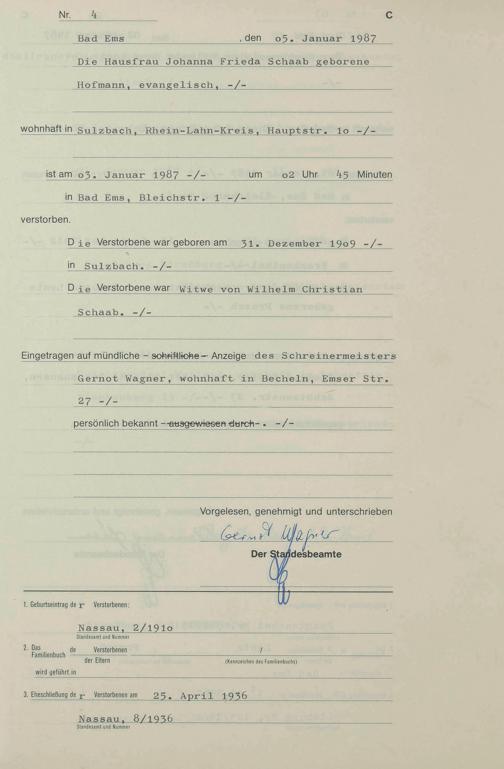 Nr. 4 C
Bad Ems , den o5. Januar 1987
Die Hausfrau Johanna Frieda Schaab geborene
Hofmann, evangelisch, -/-
wohnhaft in Sulzbach, Rhein-Lahn-Kreis, Hauptstr. 1o -/-
ist am o3. Januar 1987 -/- um o2 Uhr 45 Minuten
in Bad Ems, Bleichstr. 1 -/-
verstorben.
Die Verstorbene war geboren am 31. Dezember 19o9 -/-
in Sulzbach. -/-
Die Verstorbene war Witwe von Wilhelm Christian
Schaab. -/-
Eingetragen auf mündliche – schriftliche – Anzeige des Schreinermeisters
Gernot Wagner, wohnhaft in Becheln, Emser Str.
27 -/-
persönlich bekannt – ausgewiesen durch – . -/-
Vorgelesen, genehmigt und unterschrieben
Gernot Wagner
Der Standesbeamte
1. Geburtseintrag der Verstorbenen:
Nassau, 2/191o
Standesamt und Nummer
2. Das Familienbuch de Verstorbenen /
der Eltern (Kennzeichen des Familienbuchs)
wird geführt in
3. Eheschließung der Verstorbenen am 25. April 1936
Nassau, 8/1936
Standesamt und Nummer